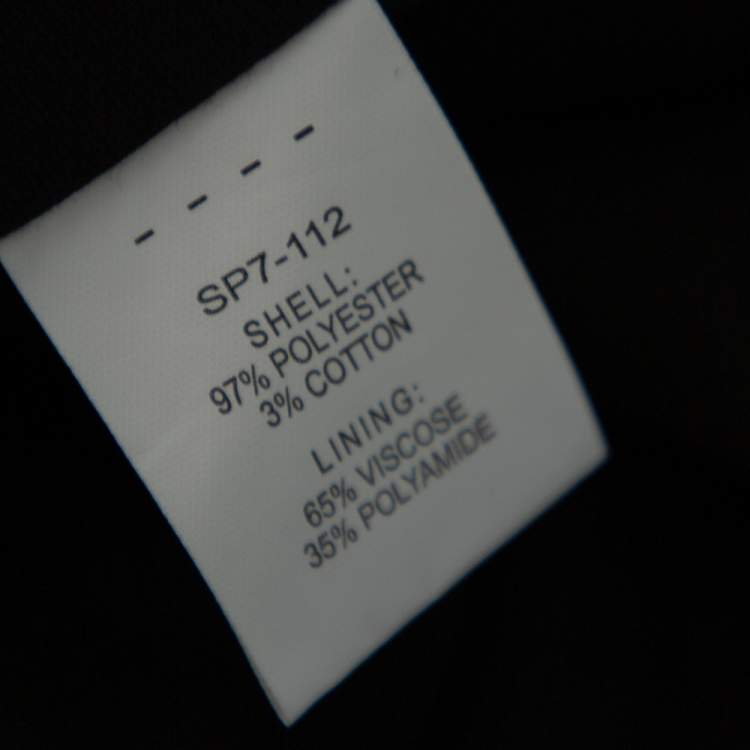 - - - -
SP7-112
SHELL:
97% POLYESTER
3% COTTON
LINING:
65% VISCOSE
35% POLYAMIDE